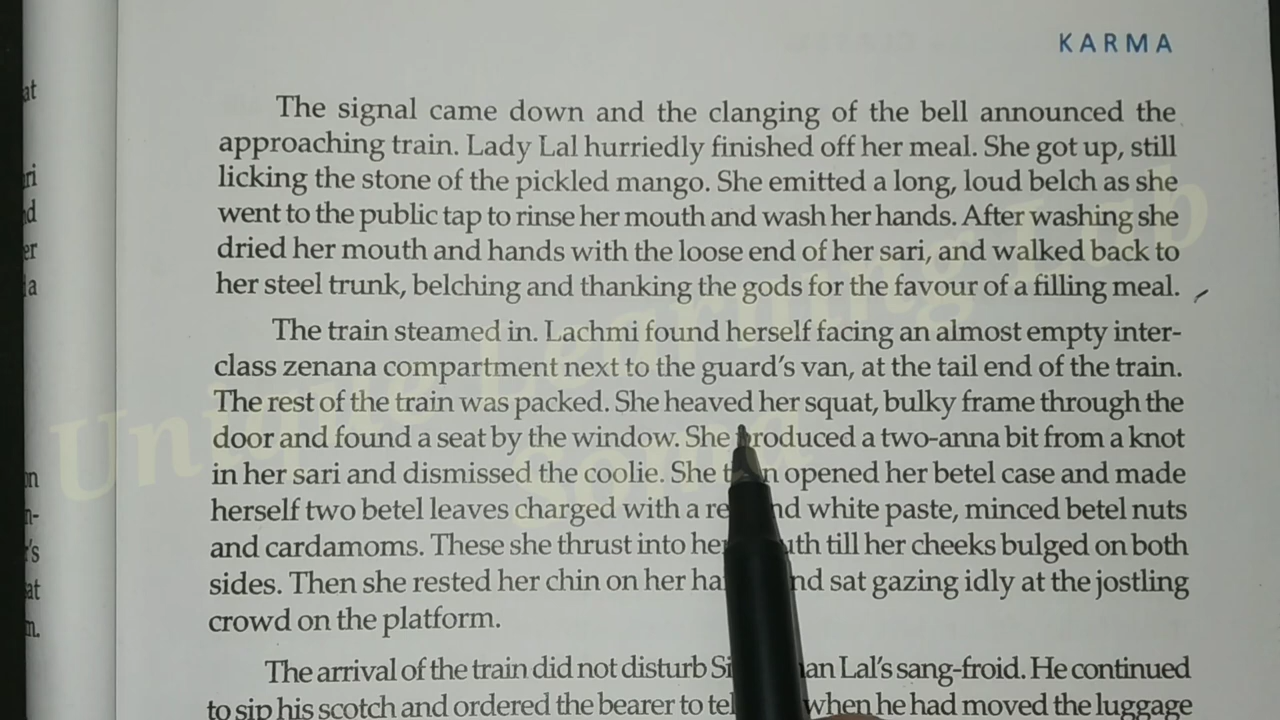 at
ri
d
er
a
on
n-
's
at
n.
KARMA
The signal came down and the clanging of the bell announced the
approaching train. Lady Lal hurriedly finished off her meal. She got up, still
licking the stone of the pickled mango. She emitted a long, loud belch as she
went to the public tap to rinse her mouth and wash her hands. After washing she
dried her mouth and hands with the loose end of her sari, and walked back to
her steel trunk, belching and thanking the gods for the favour of a filling meal.
The train steamed in. Lachmi found herself facing an almost empty inter-
class zenana compartment next to the guard's van, at the tail end of the train.
The rest of the train was packed. She heaved her squat, bulky frame through the
door and found a seat by the window. She produced a two-anna bit from a knot
in her sari and dismissed the coolie. She opened her betel case and made
herself two betel leaves charged with a white paste, minced betel nuts
and cardamoms. These she thrust into till her cheeks bulged on both
sides. Then she rested her chin on her sat gazing idly at the jostling
crowd on the platform.
The arrival of the train did not disturb Lal's sang-froid. He continued
to sip his scotch and ordered the bearer to when he had moved the luggage
Unique Learning Lab
Soma